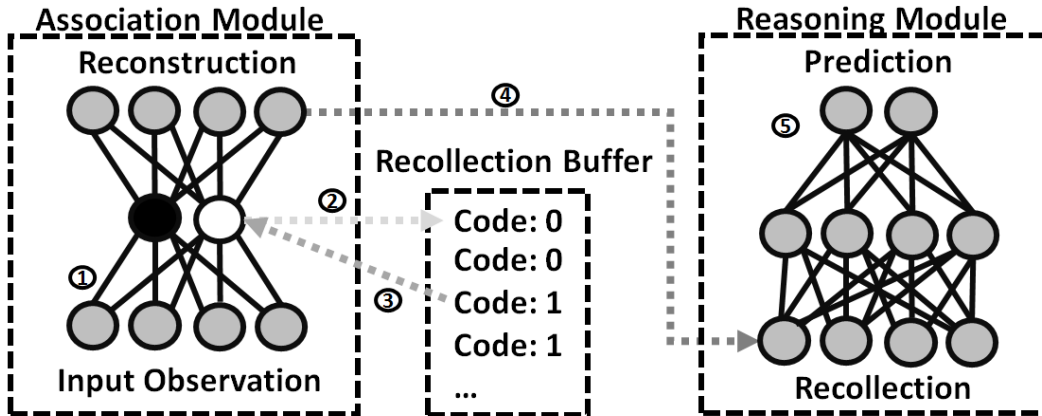 Association Module
Reconstruction
①
Input Observation
②
③
④
Recollection Buffer
Code: 0
Code: 0
Code: 1
Code: 1
...
Reasoning Module
Prediction
⑤
Recollection